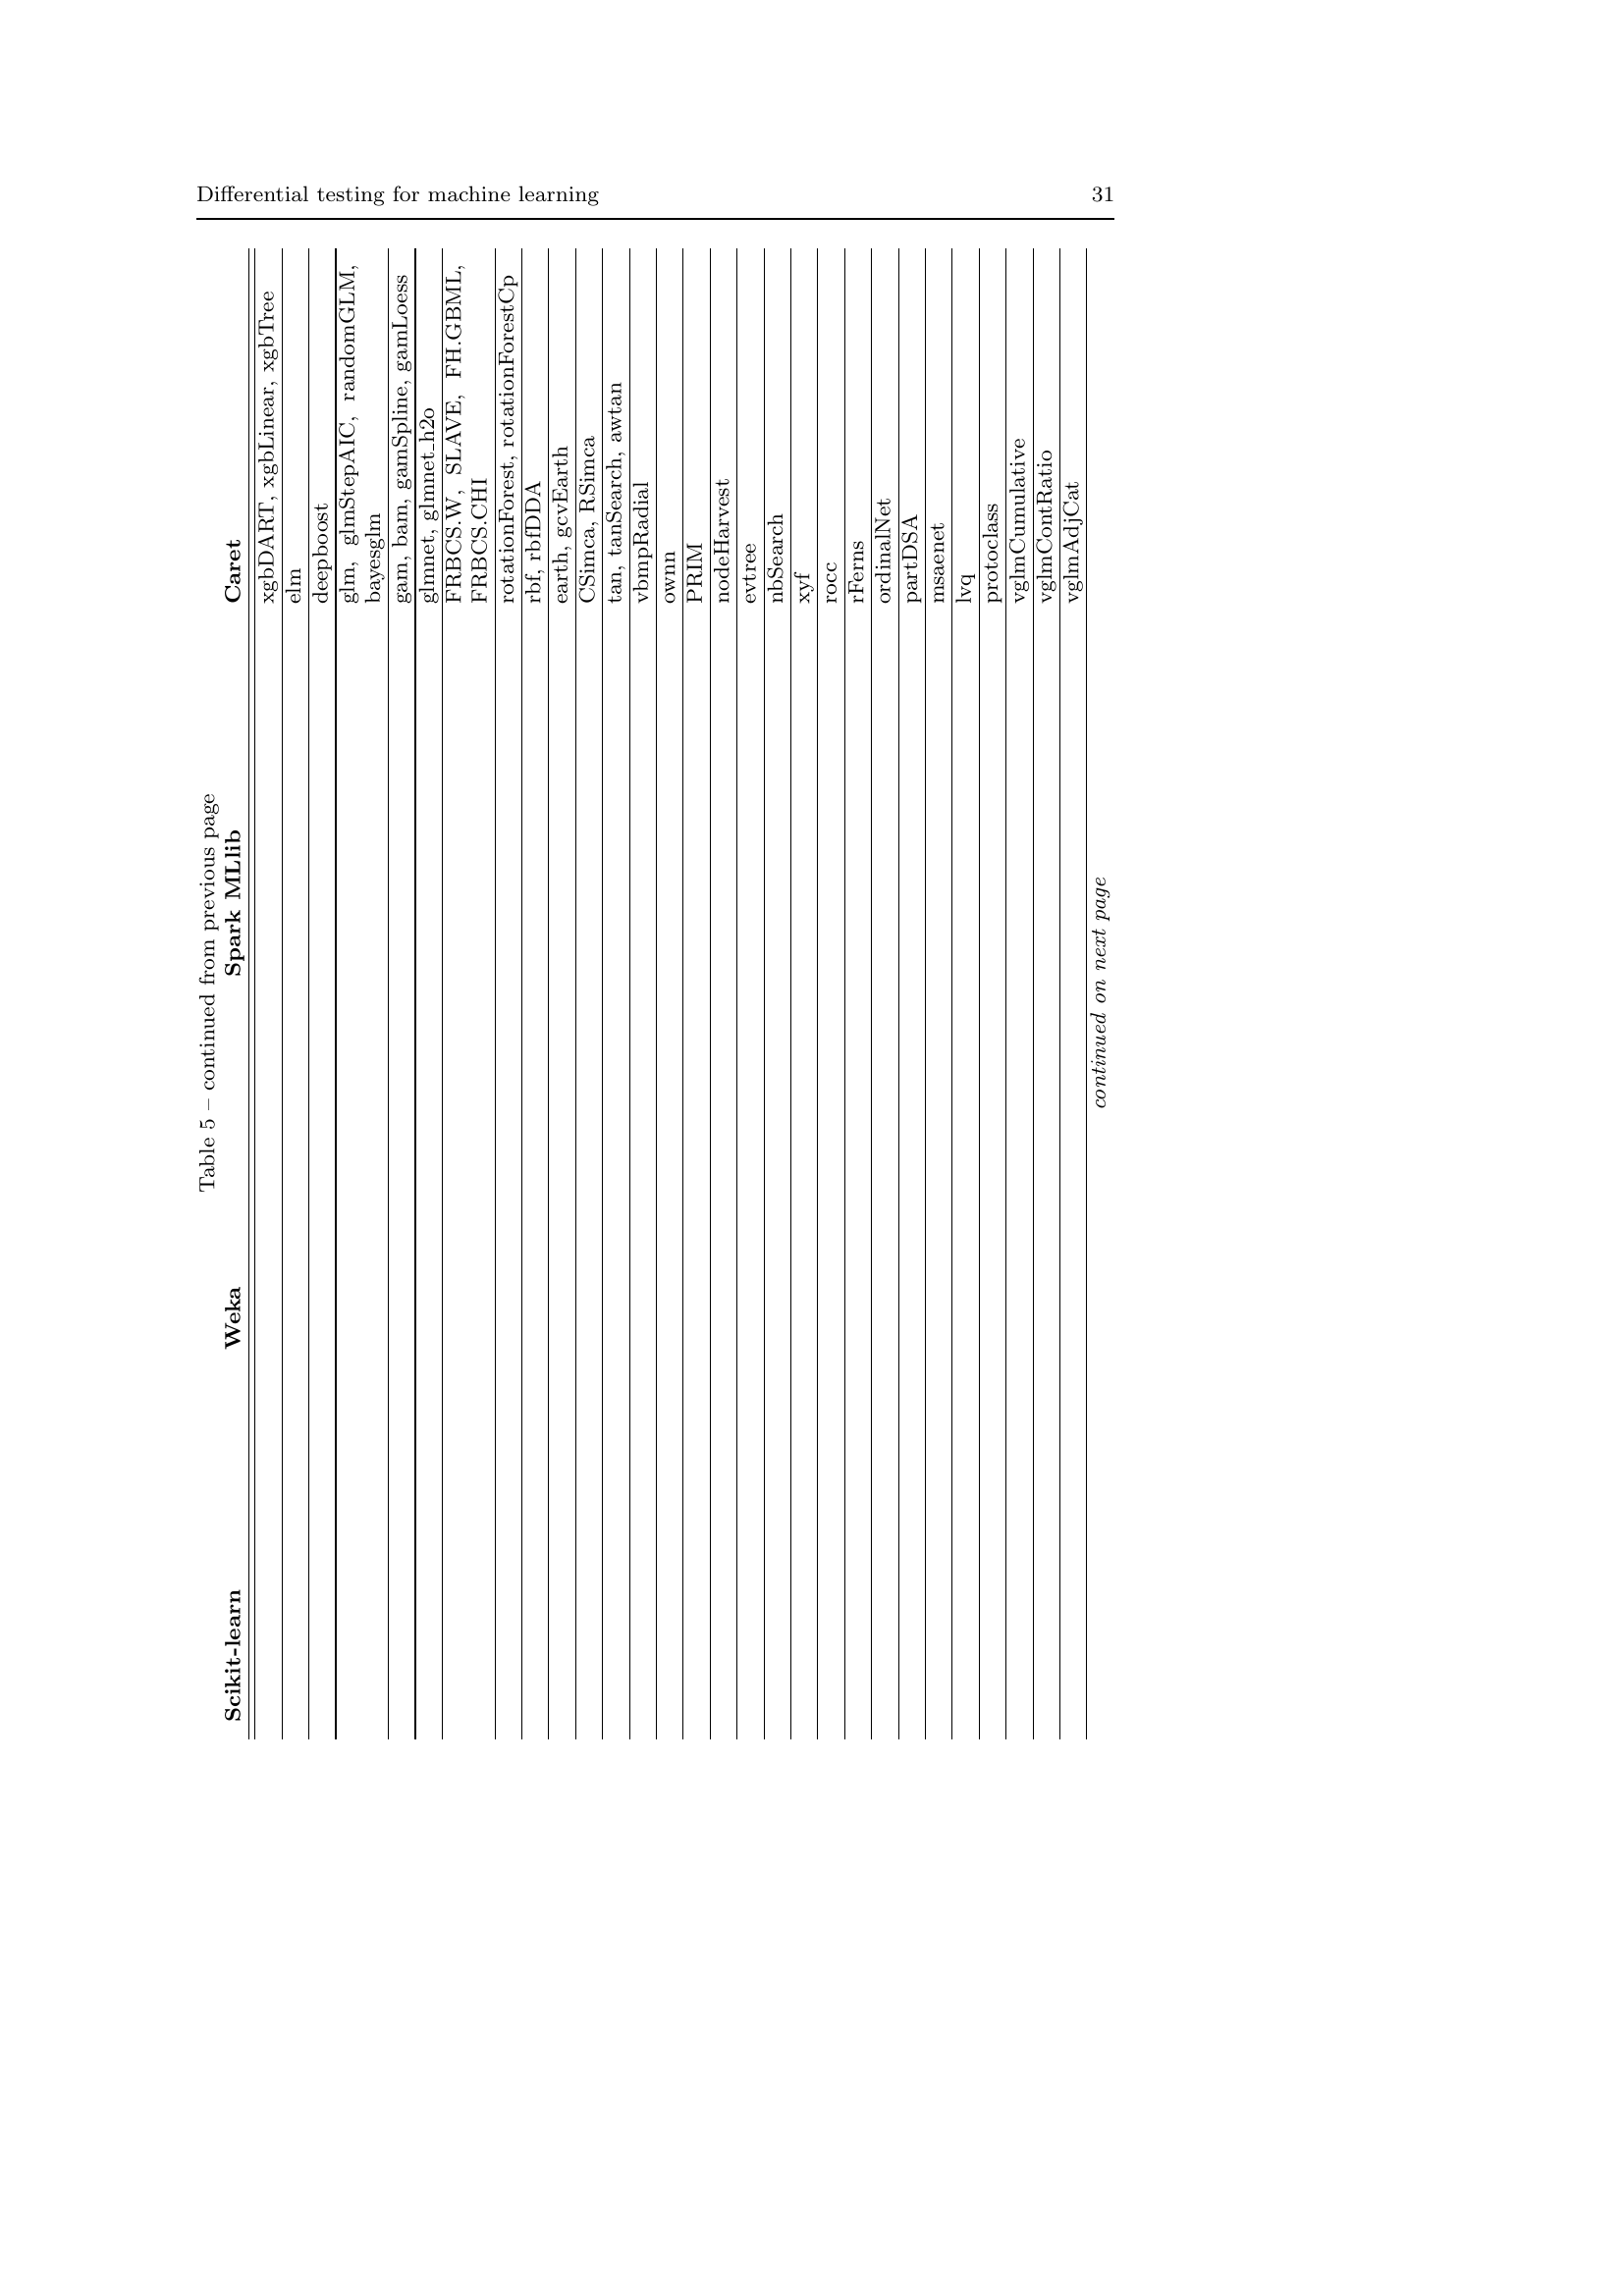 Differential testing for machine learning 31
Table 5 – continued from previous page
Scikit-learn Weka Spark MLlib Caret
xgbDART, xgbLinear, xgbTree
elm
deepboost
glm, glmStepAIC, randomGLM,
bayesglm
gam, bam, gamSpline, gamLoess
glmnet, glmnet_h2o
FRBCS.W, SLAVE, FH.GBML,
FRBCS.CHI
rotationForest, rotationForestCp
rbf, rbfDDA
earth, gcvEarth
CSimca, RSimca
tan, tanSearch, awtan
vbmpRadial
ownn
PRIM
nodeHarvest
evtree
nbSearch
xyf
rocc
rFerns
ordinalNet
partDSA
msaenet
lvq
protoclass
vglmCumulative
vglmContRatio
vglmAdjCat
continued on next page